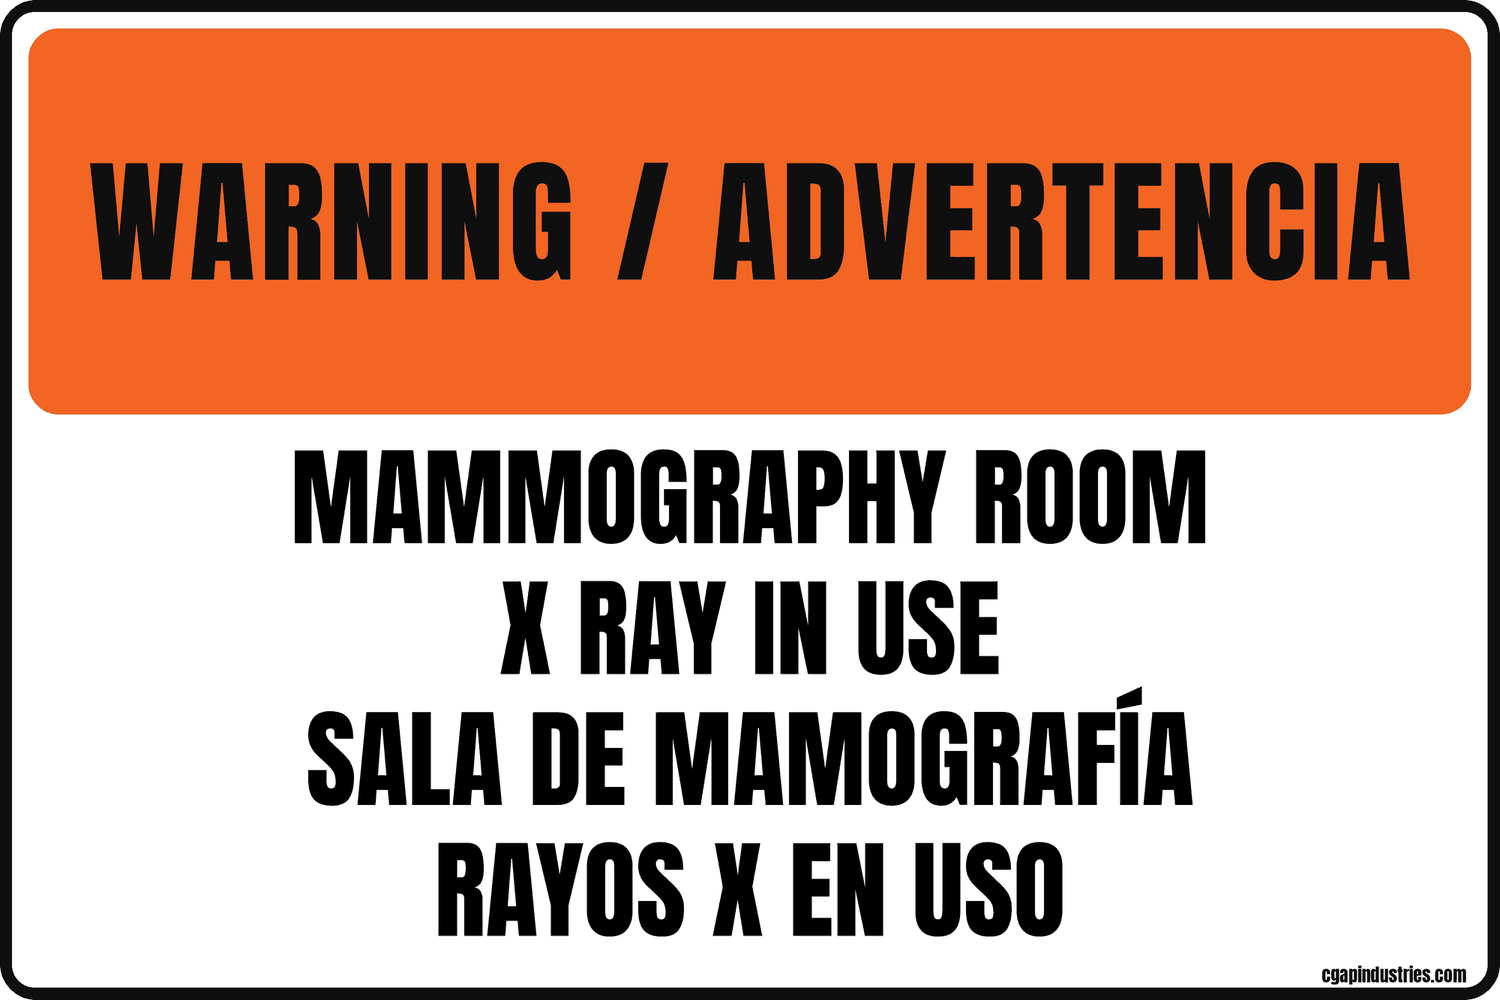 WARNING / ADVERTENCIA
MAMMOGRAPHY ROOM
X RAY IN USE
SALA DE MAMOGRAFÍA
RAYOS X EN USO
cgapindustries.com